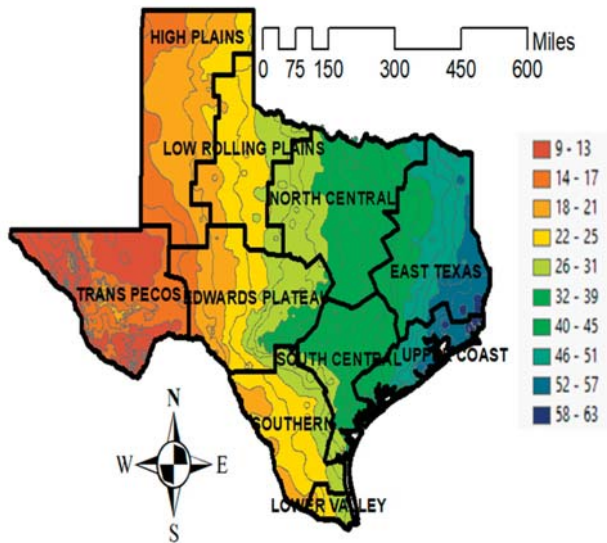 HIGH PLAINS
Miles
0 75 150 300 450 600
LOW ROLLING PLAINS
NORTH CENTRAL
EAST TEXAS
TRANS PECOS
EDWARDS PLATEAU
SOUTH CENTRAL
UPPER COAST
SOUTHERN
LOWER VALLEY
N
W E
S
9 - 13
14 - 17
18 - 21
22 - 25
26 - 31
32 - 39
40 - 45
46 - 51
52 - 57
58 - 63